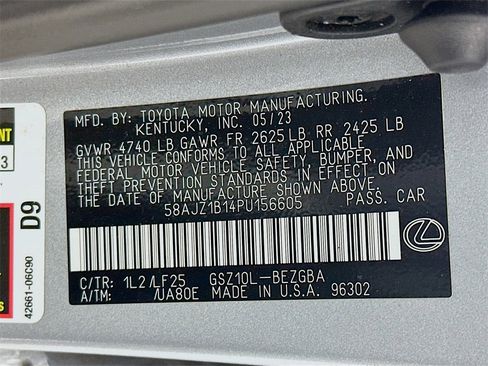 MFD. BY: TOYOTA MOTOR MANUFACTURING.
KENTUCKY, INC. 05/23
GVWR 4740 LB GAWR FR 2625 LB RR 2425 LB
THIS VEHICLE CONFORMS TO ALL APPLICABLE
FEDERAL MOTOR VEHICLE SAFETY, BUMPER, AND
THEFT PREVENTION STANDARDS IN EFFECT ON
THE DATE OF MANUFACTURE SHOWN ABOVE.
58AJZ1B14PU156605 PASS. CAR
C/TR: 1L2/LF25 GSZ10L-BEZGBA
A/TM: /UA80E MADE IN U.S.A. 96302
D9
42661-06C90